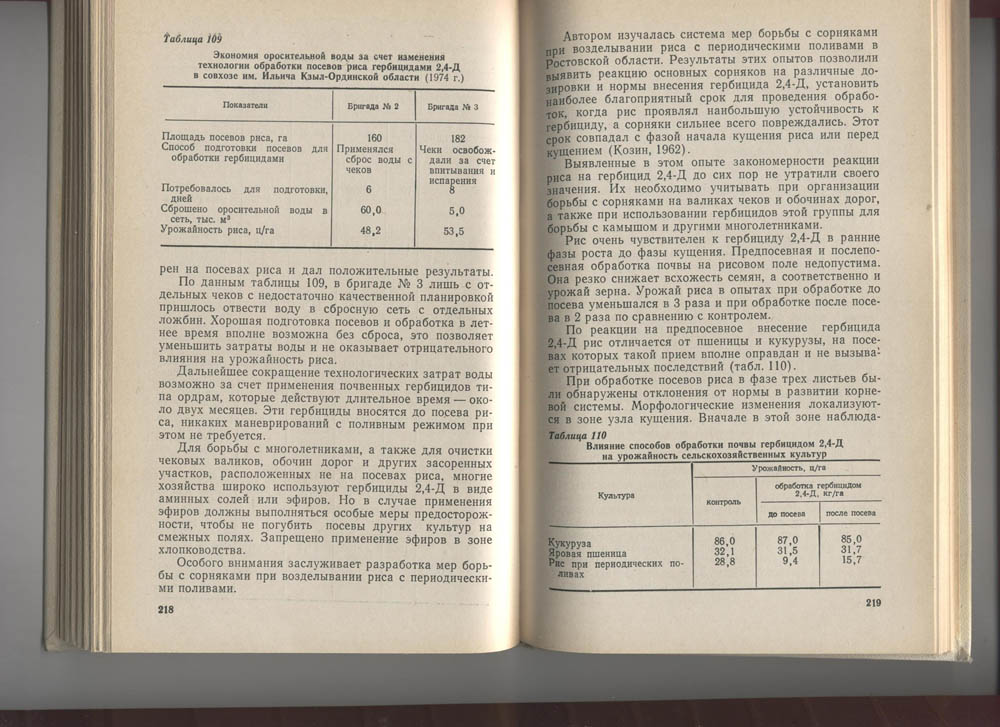 Таблица 109
Экономия оросительной воды за счет изменения
технологии обработки посевов риса гербицидами 2,4-Д
в совхозе им. Ильича Кзыл-Ординской области (1974 г.)
Показатели Бригада № 2 Бригада № 3
Площадь посевов риса, га 160 182
Способ подготовки посевов для Применялся Чеки освобож-
обработки гербицидами сброс воды с дали за счет
чеков впитывания и
испарения
Потребовалось для подготовки, 6 8
дней
Сброшено оросительной воды в 60,0 5,0
сеть, тыс. м³
Урожайность риса, ц/га 48,2 53,5
рен на посевах риса и дал положительные результаты.
По данным таблицы 109, в бригаде № 3 лишь с от-
дельных чеков с недостаточно качественной планировкой
пришлось отвести воду в сбросную сеть с отдельных
ложбин. Хорошая подготовка посевов и обработка в лет-
нее время вполне возможна без сброса, это позволяет
уменьшить затраты воды и не оказывает отрицательного
влияния на урожайность риса.
Дальнейшее сокращение технологических затрат воды
возможно за счет применения почвенных гербицидов ти-
па ордрам, которые действуют длительное время — око-
ло двух месяцев. Эти гербициды вносятся до посева ри-
са, никаких маневрирований с поливным режимом при
этом не требуется.
Для борьбы с многолетниками, а также для очистки
чековых валиков, обочин дорог и других засоренных
участков, расположенных не на посевах риса, многие
хозяйства широко используют гербициды 2,4-Д в виде
аминных солей или эфиров. Но в случае применения
эфиров должны выполняться особые меры предосторож-
ности, чтобы не погубить посевы других культур на
смежных полях. Запрещено применение эфиров в зоне
хлопководства.
Особого внимания заслуживает разработка мер борь-
бы с сорняками при возделывании риса с периодически-
ми поливами.
218
Автором изучалась система мер борьбы с сорняками
при возделывании риса с периодическими поливами в
Ростовской области. Результаты этих опытов позволили
выявить реакцию основных сорняков на различные до-
зировки и нормы внесения гербицида 2,4-Д, установить
наиболее благоприятный срок для проведения обрабо-
ток, когда рис проявлял наибольшую устойчивость к
гербициду, а сорняки сильнее всего повреждались. Этот
срок совпадал с фазой начала кущения риса или перед
кущением (Козин, 1962).
Выявленные в этом опыте закономерности реакции
риса на гербицид 2,4-Д до сих пор не утратили своего
значения. Их необходимо учитывать при организации
борьбы с сорняками на валиках чеков и обочинах дорог,
а также при использовании гербицидов этой группы для
борьбы с камышом и другими многолетниками.
Рис очень чувствителен к гербициду 2,4-Д в ранние
фазы роста до фазы кущения. Предпосевная и послепо-
севная обработка почвы на рисовом поле недопустима.
Она резко снижает всхожесть семян, а соответственно и
урожай зерна. Урожай риса в опытах при обработке до
посева уменьшался в 3 раза и при обработке после посе-
ва в 2 раза по сравнению с контролем.
По реакции на предпосевное внесение гербицида
2,4-Д рис отличается от пшеницы и кукурузы, на посе-
вах которых такой прием вполне оправдан и не вызыва-
ет отрицательных последствий (табл. 110).
При обработке посевов риса в фазе трех листьев бы-
ли обнаружены отклонения от нормы в развитии корне-
вой системы. Морфологические изменения локализуют-
ся в зоне узла кущения. Вначале в этой зоне наблюда-
Таблица 110
Влияние способов обработки почвы гербицидом 2,4-Д
на урожайность сельскохозяйственных культур
Урожайность, ц/га
Культура контроль обработка гербицидом
2,4-Д, кг/га
до посева после посева
Кукуруза 86,0 87,0 85,0
Яровая пшеница 32,1 31,5 31,7
Рис при периодических по- 28,8 9,4 15,7
ливах
219